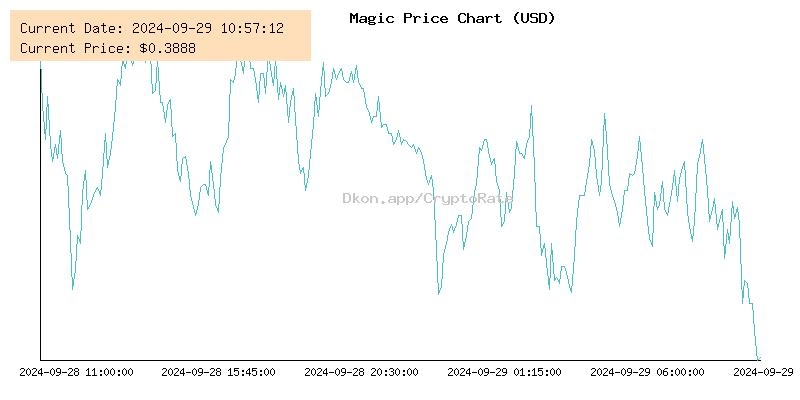 Magic Price Chart (USD)
Current Date: 2024-09-29 10:57:12
Current Price: $0.3888
Dkon.app/CryptoRate
2024-09-28 11:00:00
2024-09-28 15:45:00
2024-09-28 20:30:00
2024-09-29 01:15:00
2024-09-29 06:00:00
2024-09-29